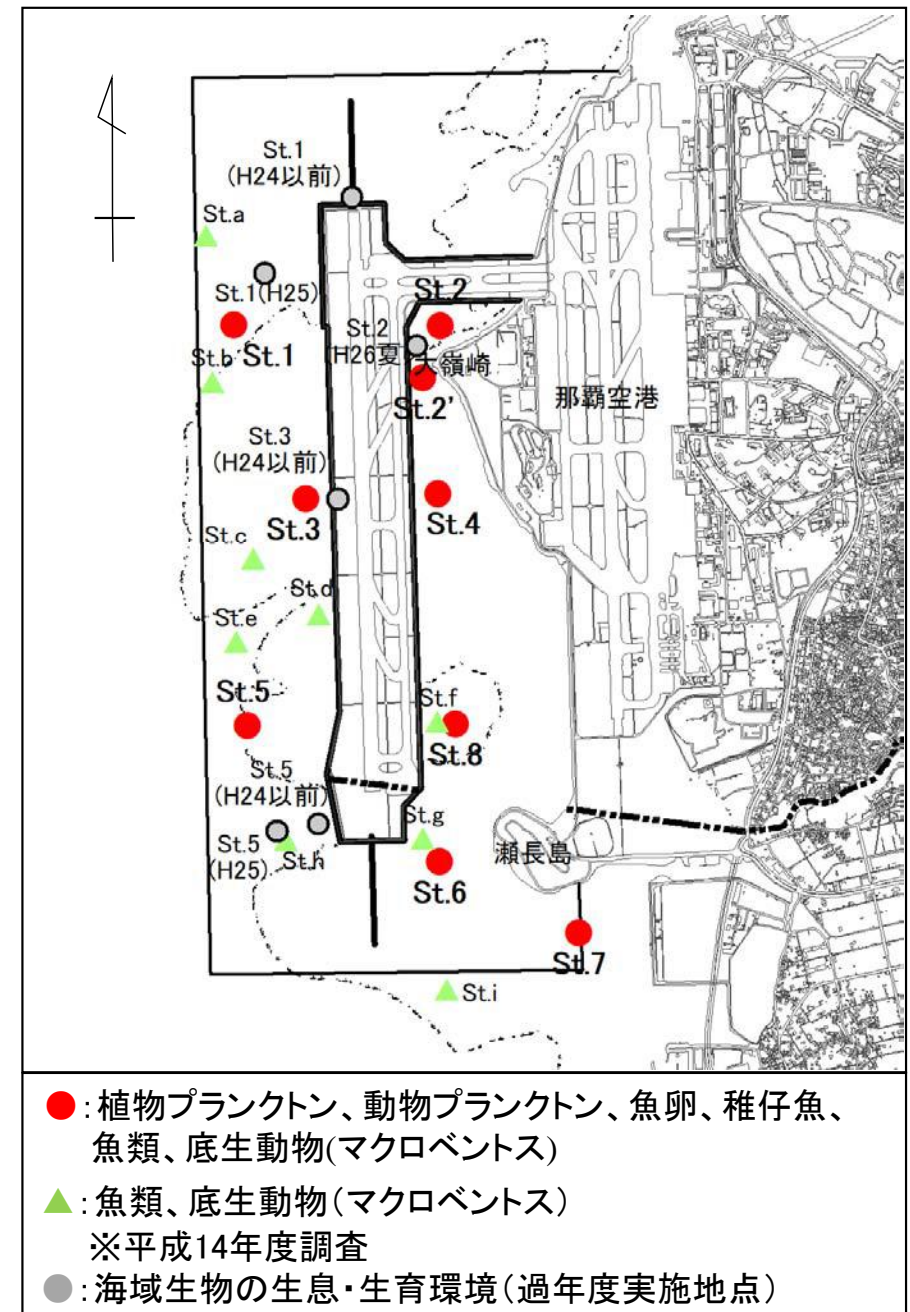 St.1
(H24以前)
St.a
St.1(H25)
St.2
St.1
St.b
St.2
(H26夏
大嶺崎
St.2'
那覇空港
St.3
(H24以前)
St.3
St.4
St.c
St.d
St.e
St.5
St.f
St.8
St.5
(H24以前)
St.g
St.5
(H25)
St.h
瀬長島
St.6
St.7
St.i
●:植物プランクトン、動物プランクトン、魚卵、稚仔魚、
魚類、底生動物(マクロベントス)
▲:魚類、底生動物(マクロベントス)
※平成14年度調査
●:海域生物の生息・生育環境(過年度実施地点)